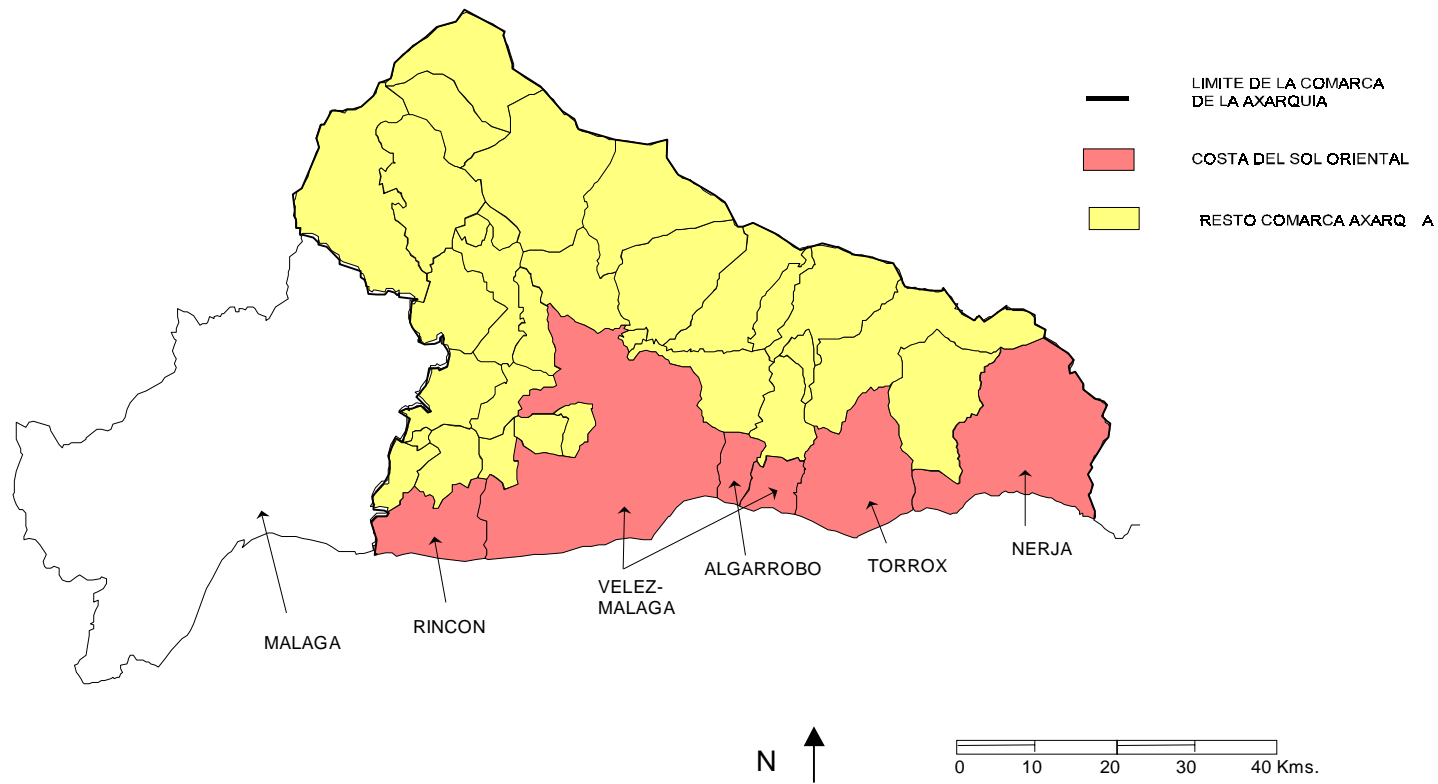 LIMITE DE LA COMARCA
DE LA AXARQUIA
COSTA DEL SOL ORIENTAL
RESTO COMARCA AXARQ A
NERJA
ALGARROBO
TORROX
VELEZ-
MALAGA
RINCON
MALAGA
N
0 10 20 30 40 Kms.